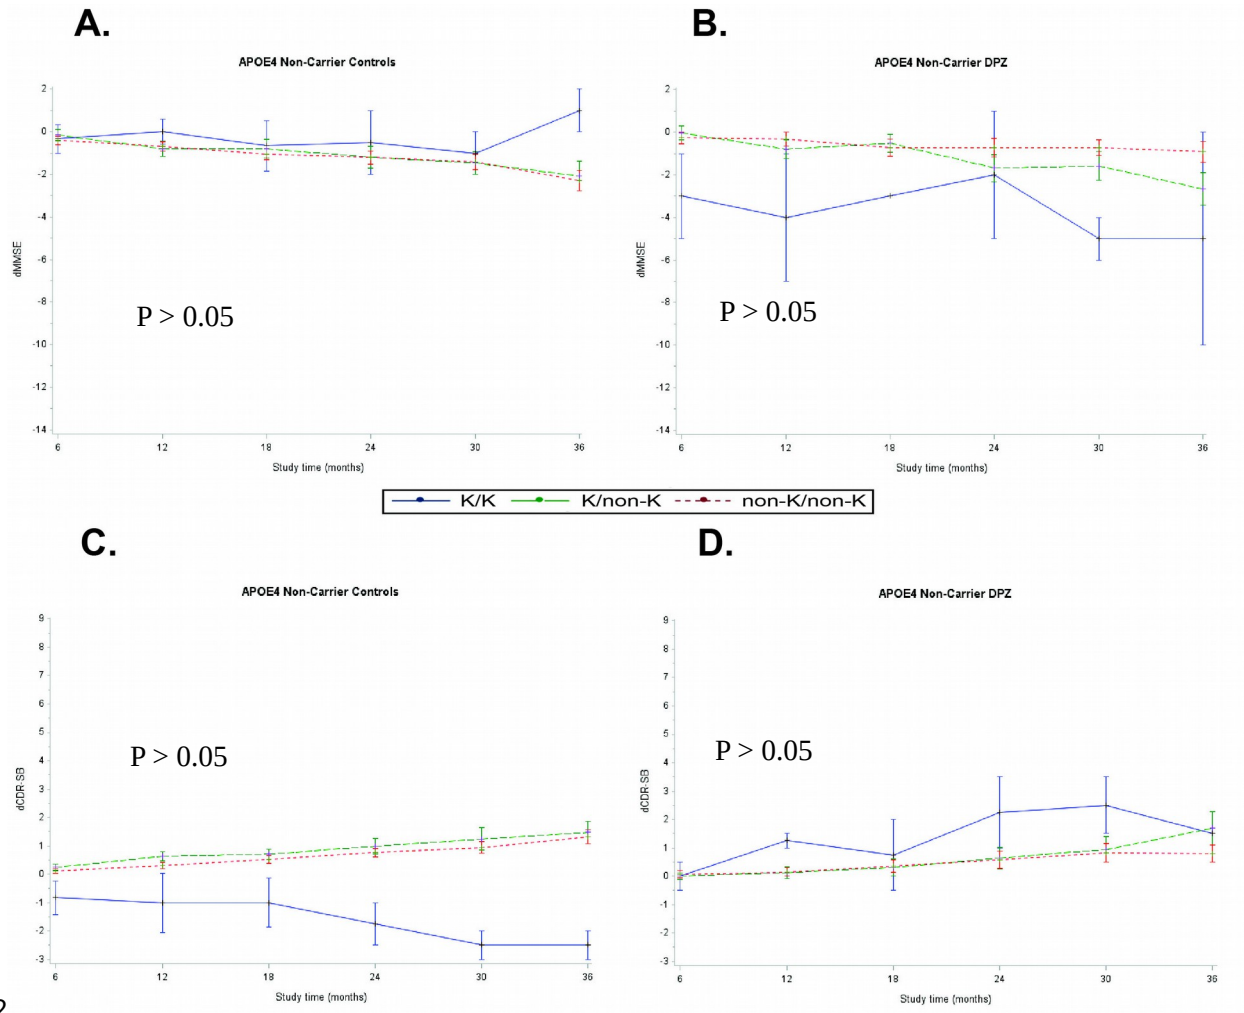 A.
B.
APOE4 Non-Carrier Controls
APOE4 Non-Carrier DPZ
2
0
-2
-4
-6
-8
-10
-12
-14
dMMSE
P > 0.05
6 12 18 24 30 36
Study time (months)
2
0
-2
-4
-6
-8
-10
-12
-14
dMMSE
P > 0.05
6 12 18 24 30 36
Study time (months)
K/K K/non-K non-K/non-K
C.
D.
APOE4 Non-Carrier Controls
APOE4 Non-Carrier DPZ
9
8
7
6
5
4
3
2
1
0
-1
-2
-3
dCDR-SB
P > 0.05
6 12 18 24 30 36
Study time (months)
9
8
7
6
5
4
3
2
1
0
-1
-2
-3
dCDR-SB
P > 0.05
6 12 18 24 30 36
Study time (months)